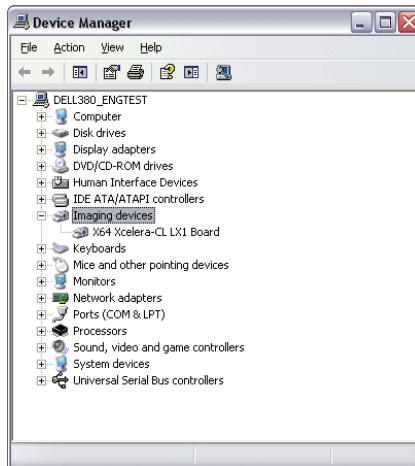 Device Manager
File Action View Help
DELL380_ENGTEST
Computer
Disk drives
Display adapters
DVD/CD-ROM drives
Human Interface Devices
IDE ATA/ATAPI controllers
Imaging devices
X64 Xcelera-CL LX1 Board
Keyboards
Mice and other pointing devices
Monitors
Network adapters
Ports (COM & LPT)
Processors
Sound, video and game controllers
System devices
Universal Serial Bus controllers